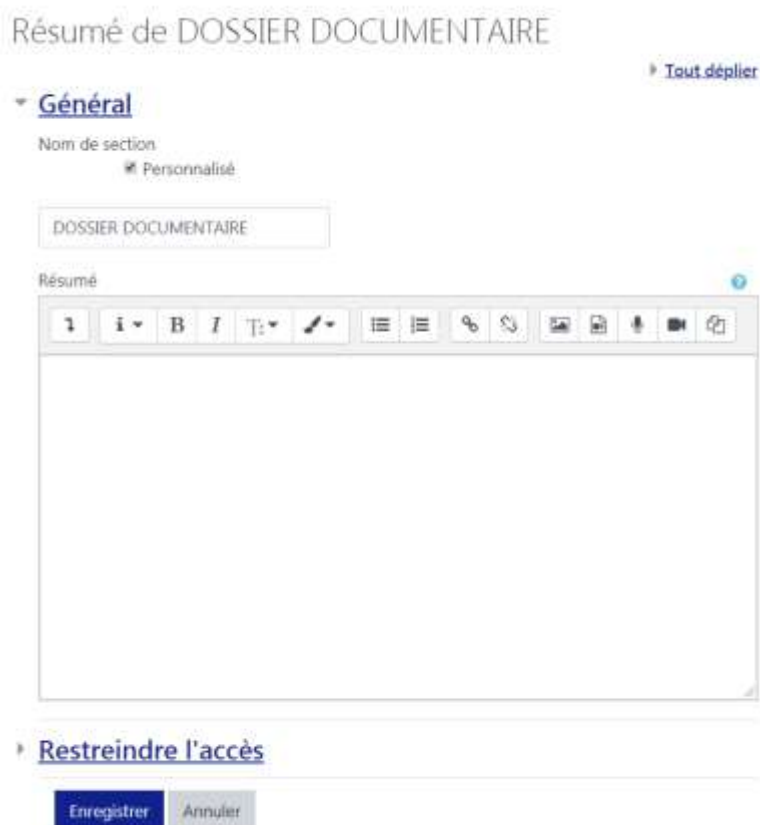 Résumé de DOSSIER DOCUMENTAIRE
Tout déplier
Général
Nom de section
Personnalisé
DOSSIER DOCUMENTAIRE
Résumé
B I T
Restreindre l'accès
Enregistrer Annuler